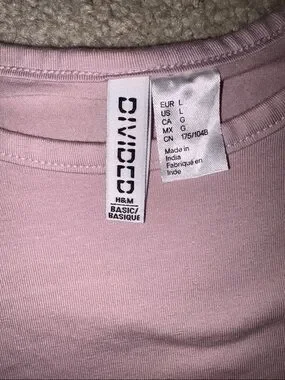 DIVIDED
H&M
BASIC/
BASIQUE
EUR L
US L
CA G
MX G
CN 175/104B
Made in
India
Fabriqué en
Inde